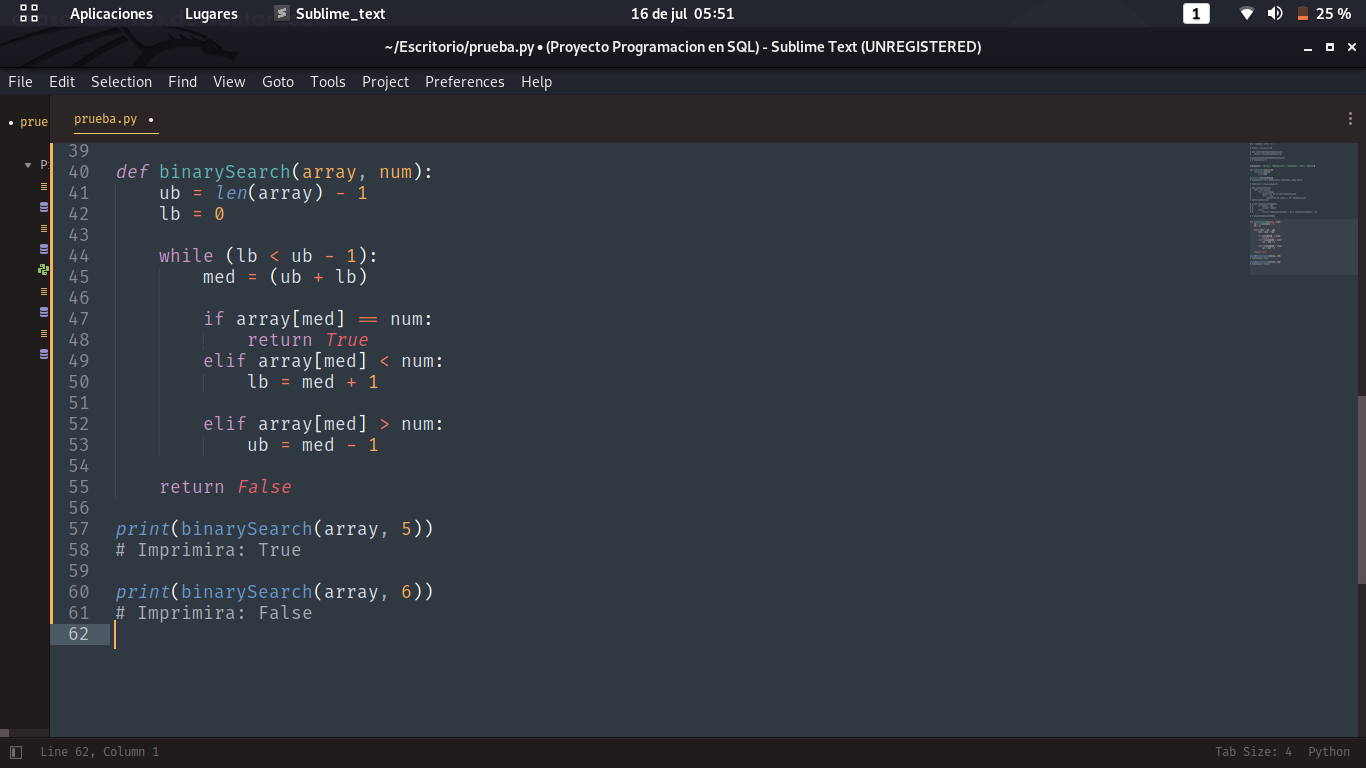 Aplicaciones Lugares Sublime_text 16 de jul 05:51 1 25 %
~/Escritorio/prueba.py • (Proyecto Programacion en SQL) - Sublime Text (UNREGISTERED)
File Edit Selection Find View Goto Tools Project Preferences Help
prue prueba.py
39
40 def binarySearch(array, num):
41 ub = len(array) - 1
42 lb = 0
43
44 while (lb < ub - 1):
45 med = (ub + lb)
46
47 if array[med] == num:
48 return True
49 elif array[med] < num:
50 lb = med + 1
51
52 elif array[med] > num:
53 ub = med - 1
54
55 return False
56
57 print(binarySearch(array, 5))
58 # Imprimira: True
59
60 print(binarySearch(array, 6))
61 # Imprimira: False
62
Line 62, Column 1 Tab Size: 4 Python